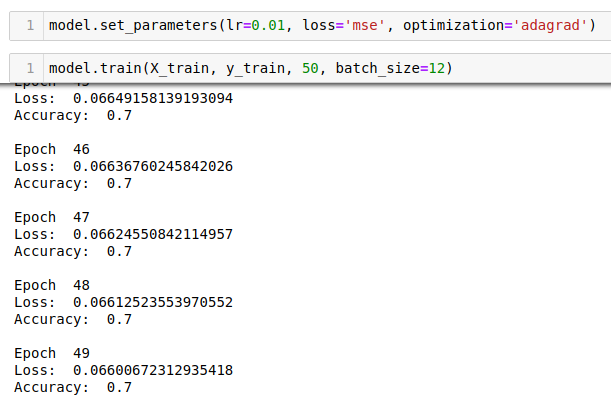 1 model.set_parameters(lr=0.01, loss='mse', optimization='adagrad')
1 model.train(X_train, y_train, 50, batch_size=12)
Loss: 0.06649158139193094
Accuracy: 0.7
Epoch 46
Loss: 0.06636760245842026
Accuracy: 0.7
Epoch 47
Loss: 0.06624550842114957
Accuracy: 0.7
Epoch 48
Loss: 0.06612523553970552
Accuracy: 0.7
Epoch 49
Loss: 0.06600672312935418
Accuracy: 0.7